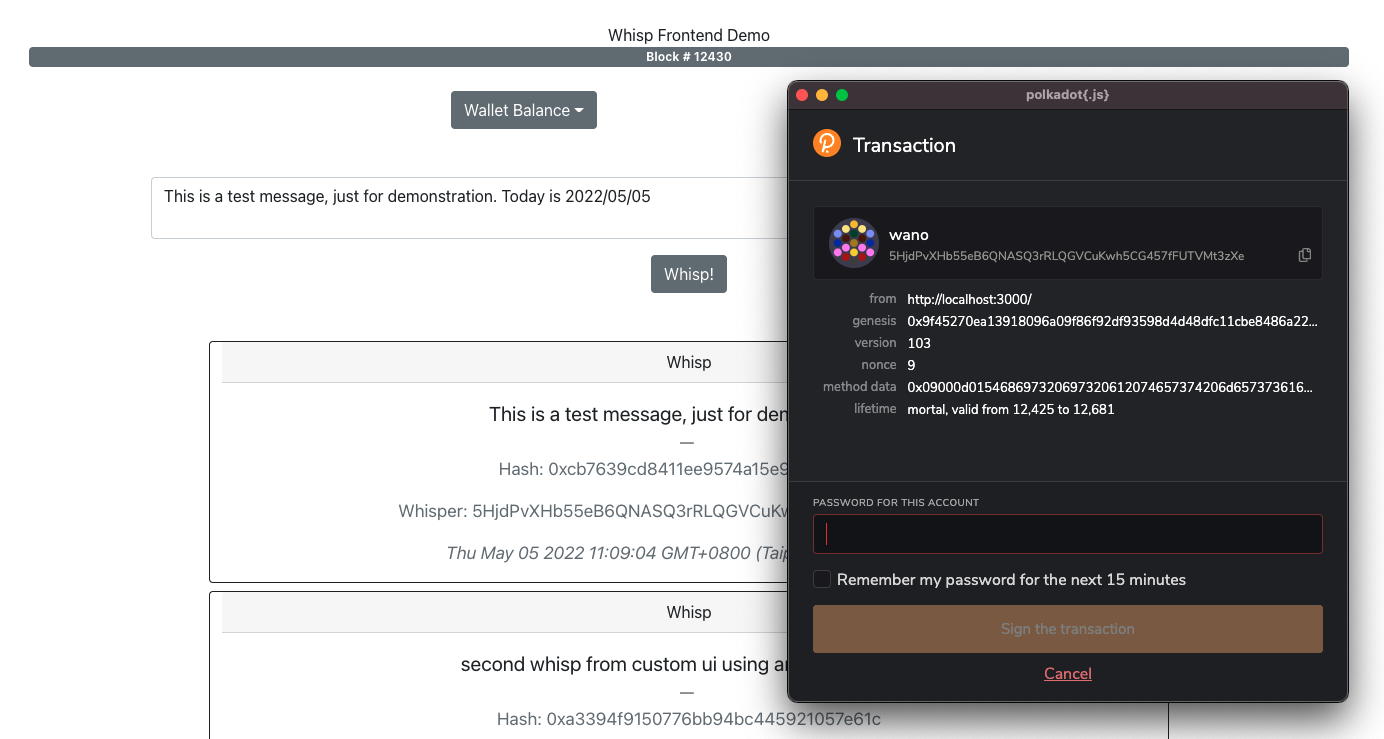 Whisp Frontend Demo
Block # 12430
Wallet Balance
This is a test message, just for demonstration. Today is 2022/05/05
Whisp!
Whisp
This is a test message, just for den
—
Hash: 0xcb7639cd8411ee9574a15e9
Whisper: 5HjdPvXHb55eB6QNASQ3rRLQGVCuKw
Thu May 05 2022 11:09:04 GMT+0800 (Taip
Whisp
second whisp from custom ui using an
—
Hash: 0xa3394f9150776bb94bc445921057e61c
polkadot{.js}
Transaction
wano
5HjdPvXHb55eB6QNASQ3rRLQGVCuKwh5CG457fFUTVMt3zXe
from http://localhost:3000/
genesis 0x9f45270ea13918096a09f86f92df93598d4d48dfc11cbe8486a22...
version 103
nonce 9
method data 0x09000d015468697320697320612074657374206d657373616...
lifetime mortal, valid from 12,425 to 12,681
PASSWORD FOR THIS ACCOUNT
Remember my password for the next 15 minutes
Sign the transaction
Cancel